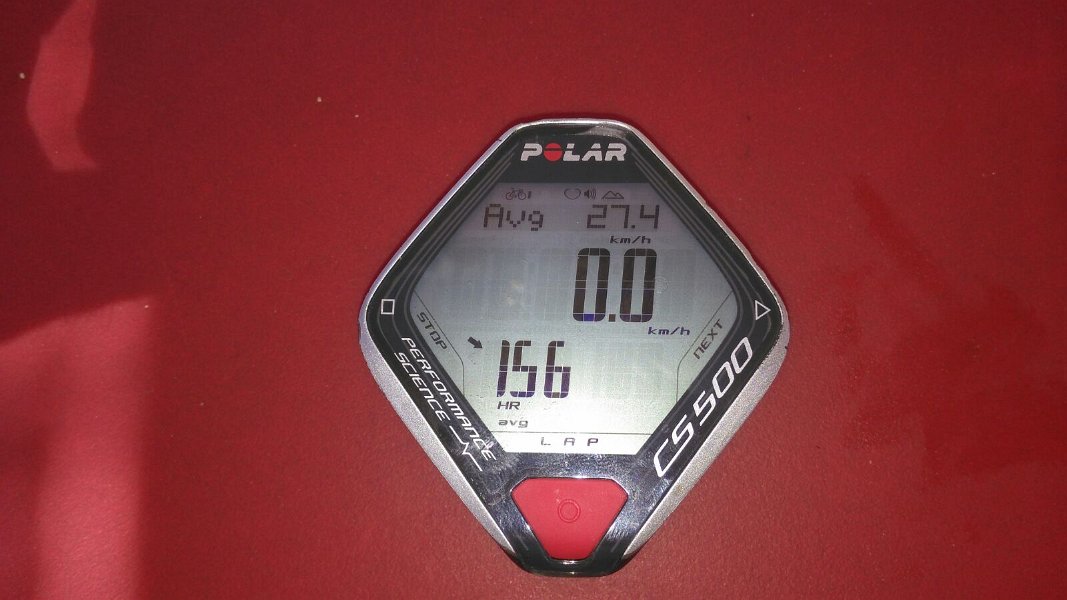 POLAR
Avg 27.4
km/h
0.0
km/h
STOP
NEXT
156
HR
avg
LAP
PERFORMANCE
SCIENCE
CS500